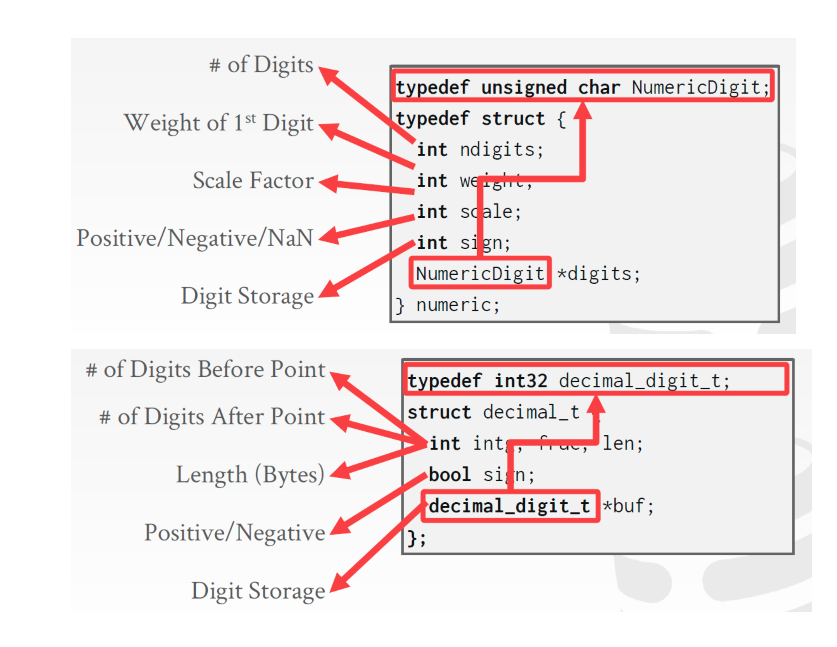 # of Digits
Weight of 1st Digit
Scale Factor
Positive/Negative/NaN
Digit Storage
typedef unsigned char NumericDigit;
typedef struct {
int ndigits;
int weight;
int scale;
int sign;
NumericDigit *digits;
} numeric;
# of Digits Before Point
# of Digits After Point
Length (Bytes)
Positive/Negative
Digit Storage
typedef int32 decimal_digit_t;
struct decimal_t {
int intg, frac, len;
bool sign;
decimal_digit_t *buf;
};